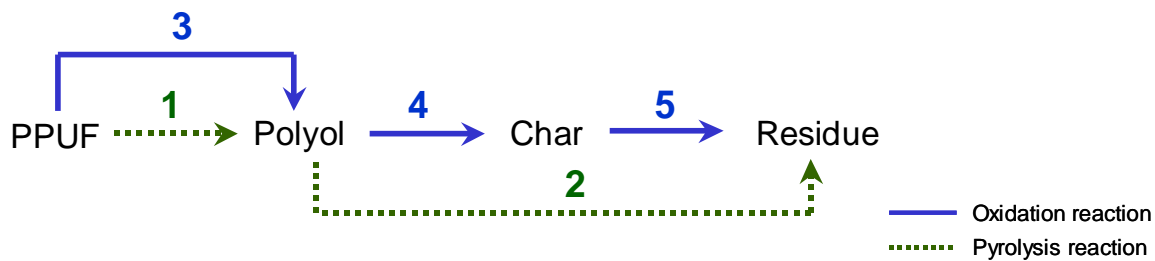 3
1
4
5
PPUF
Polyol
Char
Residue
2
Oxidation reaction
Pyrolysis reaction